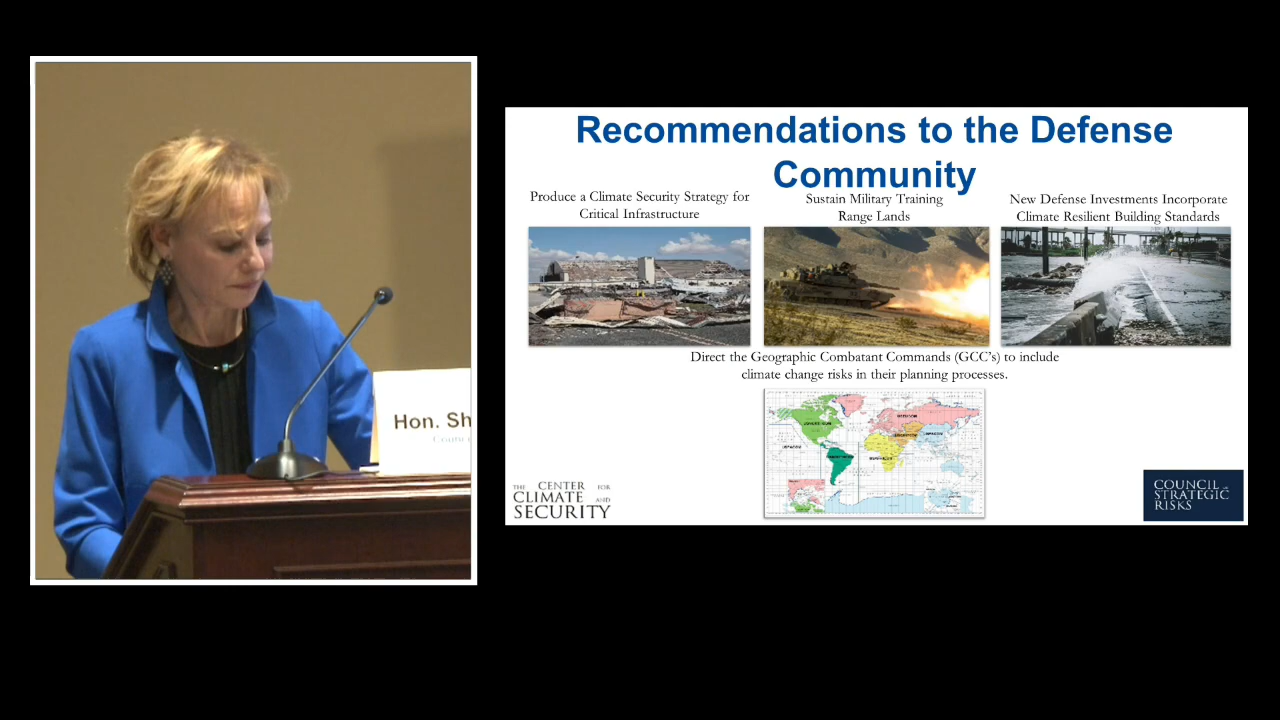 Hon. Sh
Recommendations to the Defense
Community
Produce a Climate Security Strategy for
Critical Infrastructure
Sustain Military Training
Range Lands
New Defense Investments Incorporate
Climate Resilient Building Standards
Direct the Geographic Combatant Commands (GCC's) to include
climate change risks in their planning processes.
THE CENTER FOR
CLIMATE AND
SECURITY
COUNCIL ON
STRATEGIC
RISKS